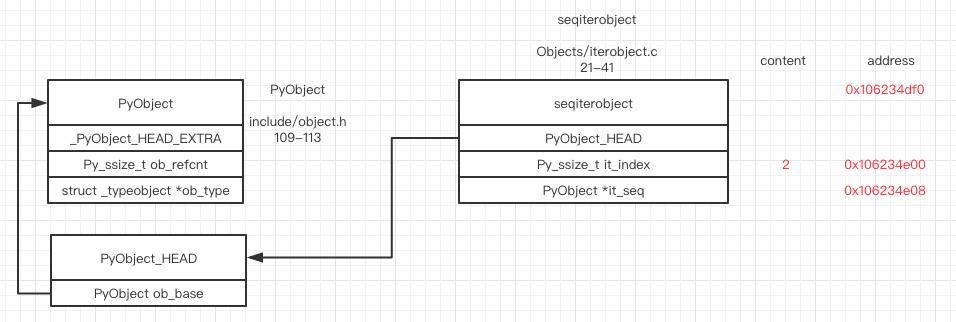 seqiterobject
Objects/iterobject.c
21-41
content
address
PyObject
PyObject
include/object.h
109-113
seqiterobject
0x106234df0
_PyObject_HEAD_EXTRA
PyObject_HEAD
Py_ssize_t ob_refcnt
Py_ssize_t it_index
2
0x106234e00
struct _typeobject *ob_type
PyObject *it_seq
0x106234e08
PyObject_HEAD
PyObject ob_base